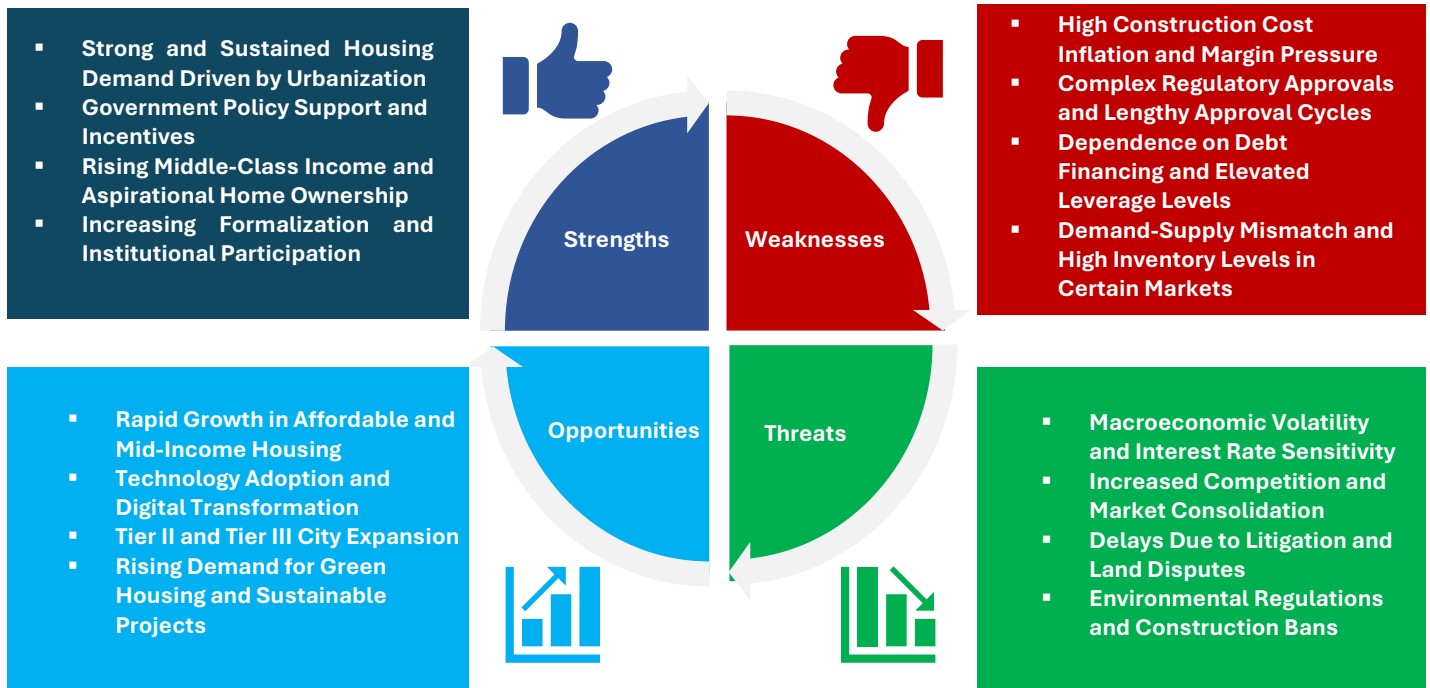 ▪ Strong and Sustained Housing
Demand Driven by Urbanization
▪ Government Policy Support and
Incentives
▪ Rising Middle-Class Income and
Aspirational Home Ownership
▪ Increasing Formalization and
Institutional Participation
Strengths
Weaknesses
▪ High Construction Cost
Inflation and Margin Pressure
▪ Complex Regulatory Approvals
and Lengthy Approval Cycles
▪ Dependence on Debt
Financing and Elevated
Leverage Levels
▪ Demand-Supply Mismatch and
High Inventory Levels in
Certain Markets
▪ Rapid Growth in Affordable and
Mid-Income Housing
▪ Technology Adoption and
Digital Transformation
▪ Tier II and Tier III City Expansion
▪ Rising Demand for Green
Housing and Sustainable
Projects
Opportunities
Threats
▪ Macroeconomic Volatility
and Interest Rate Sensitivity
▪ Increased Competition and
Market Consolidation
▪ Delays Due to Litigation and
Land Disputes
▪ Environmental Regulations
and Construction Bans